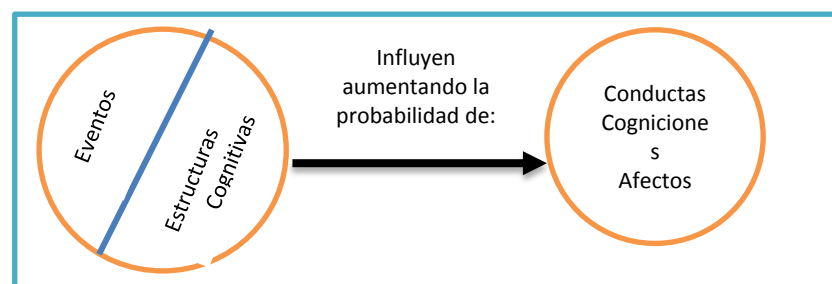 Eventos
Estructuras
Cognitivas
Influyen
aumentando la
probabilidad de:
Conductas
Cognicione
s
Afectos